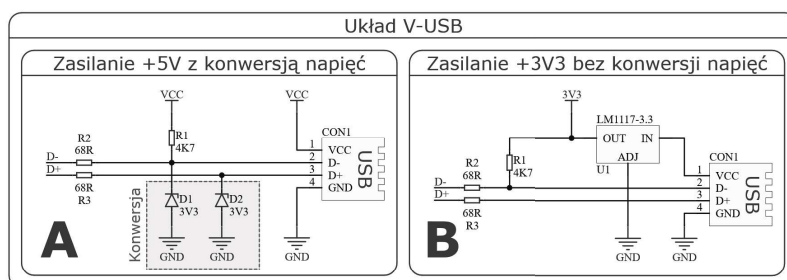 Układ V-USB
Zasilanie +5V z konwersją napięć
VCC
VCC
R1
4K7
R2
68R
D-
D+
68R
R3
CON1
1 VCC
2 D-
3 D+
4 GND
USB
Konwersja
D1
3V3
D2
3V3
GND
GND
GND
A
Zasilanie +3V3 bez konwersji napięć
3V3
LM1117-3.3
OUT IN
ADJ
U1
R1
4K7
R2
68R
D-
D+
68R
R3
CON1
1 VCC
2 D-
3 D+
4 GND
USB
GND
GND
B